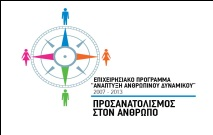 ΕΠΙΧΕΙΡΗΣΙΑΚΟ ΠΡΟΓΡΑΜΜΑ
"ΑΝΑΠΤΥΞΗ ΑΝΘΡΩΠΙΝΟΥ ΔΥΝΑΜΙΚΟΥ"
2007 - 2013
ΠΡΟΣΑΝΑΤΟΛΙΣΜΟΣ
ΣΤΟΝ ΑΝΘΡΩΠΟ